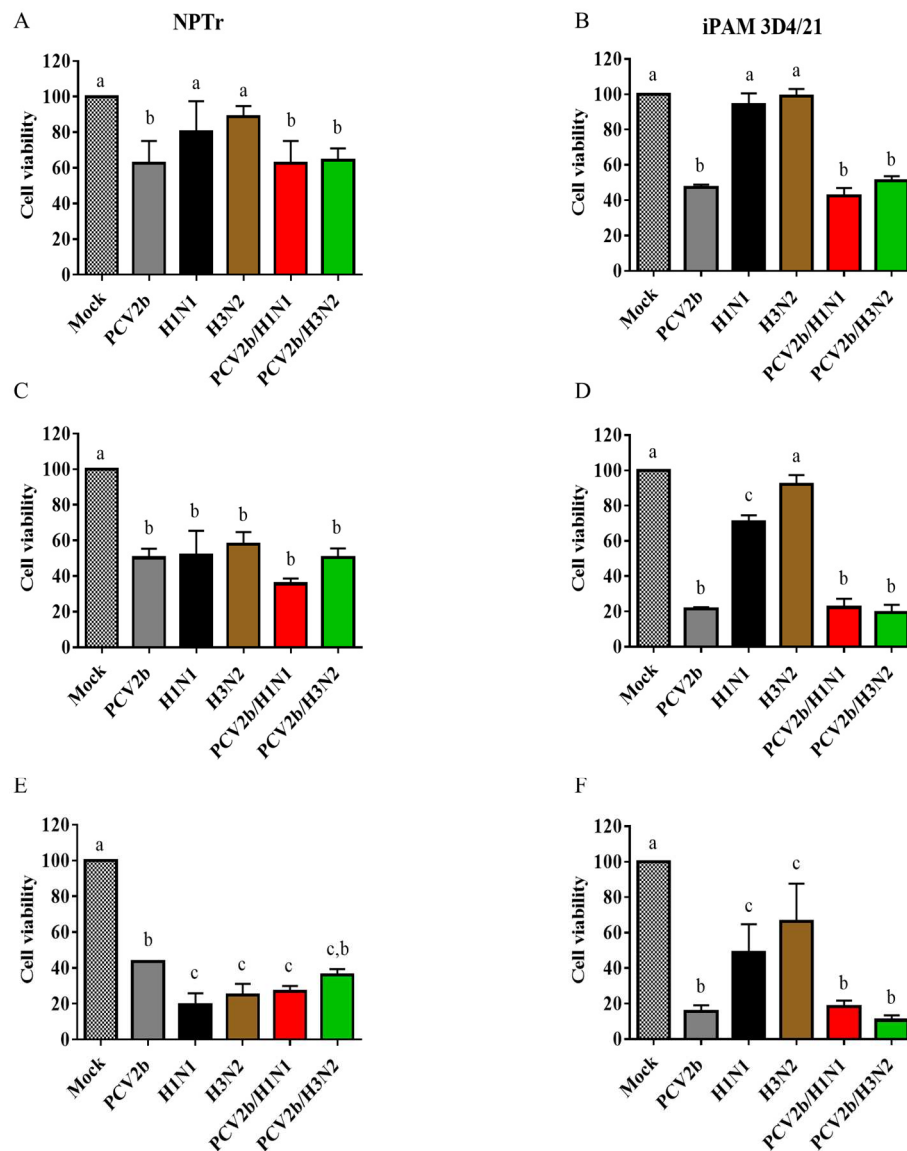 A
NPTr
Cell viability
120
100
80
60
40
20
0
a
b
a
a
b
b
Mock
PCV2b
H1N1
H3N2
PCV2b/H1N1
PCV2b/H3N2
B
iPAM 3D4/21
Cell viability
120
100
80
60
40
20
0
a
b
a
a
b
b
Mock
PCV2b
H1N1
H3N2
PCV2b/H1N1
PCV2b/H3N2
C
Cell viability
120
100
80
60
40
20
0
a
b
b
b
b
b
Mock
PCV2b
H1N1
H3N2
PCV2b/H1N1
PCV2b/H3N2
D
Cell viability
120
100
80
60
40
20
0
a
b
c
a
b
b
Mock
PCV2b
H1N1
H3N2
PCV2b/H1N1
PCV2b/H3N2
E
Cell viability
120
100
80
60
40
20
0
a
b
c
c
c
c,b
Mock
PCV2b
H1N1
H3N2
PCV2b/H1N1
PCV2b/H3N2
F
Cell viability
120
100
80
60
40
20
0
a
b
c
c
b
b
Mock
PCV2b
H1N1
H3N2
PCV2b/H1N1
PCV2b/H3N2